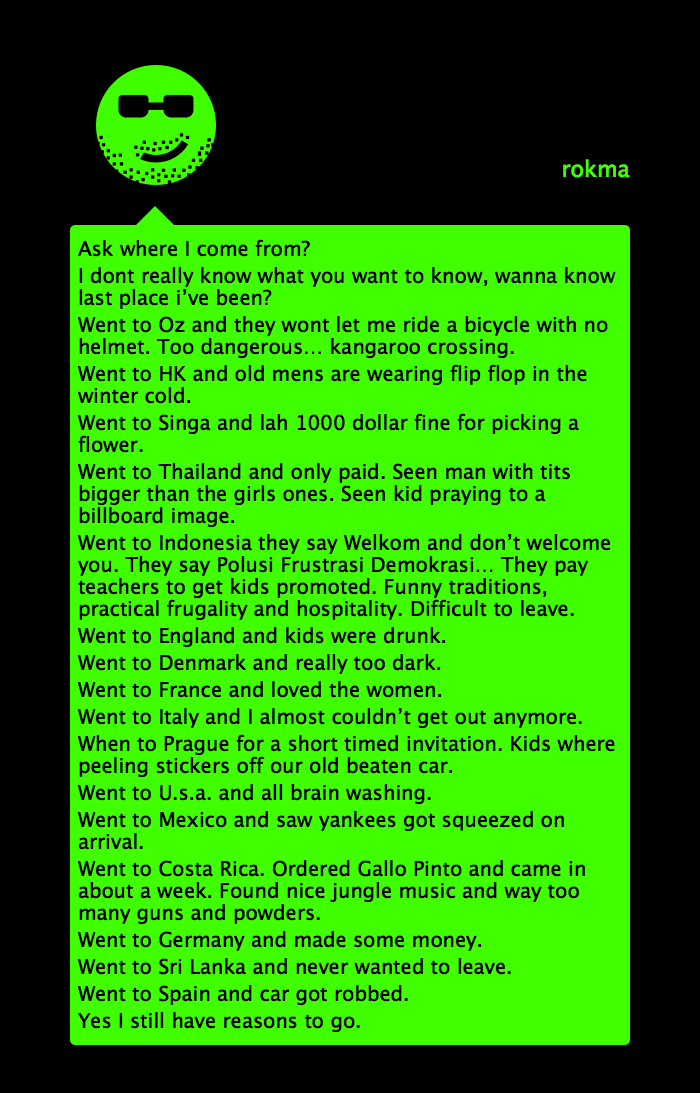 rokma
Ask where I come from?
I dont really know what you want to know, wanna know
last place i’ve been?
Went to Oz and they wont let me ride a bicycle with no
helmet. Too dangerous... kangaroo crossing.
Went to HK and old mens are wearing flip flop in the
winter cold.
Went to Singa and lah 1000 dollar fine for picking a
flower.
Went to Thailand and only paid. Seen man with tits
bigger than the girls ones. Seen kid praying to a
billboard image.
Went to Indonesia they say Welkom and don’t welcome
you. They say Polusi Frustrasi Demokrasi... They pay
teachers to get kids promoted. Funny traditions,
practical frugality and hospitality. Difficult to leave.
Went to England and kids were drunk.
Went to Denmark and really too dark.
Went to France and loved the women.
Went to Italy and I almost couldn’t get out anymore.
When to Prague for a short timed invitation. Kids where
peeling stickers off our old beaten car.
Went to U.s.a. and all brain washing.
Went to Mexico and saw yankees got squeezed on
arrival.
Went to Costa Rica. Ordered Gallo Pinto and came in
about a week. Found nice jungle music and way too
many guns and powders.
Went to Germany and made some money.
Went to Sri Lanka and never wanted to leave.
Went to Spain and car got robbed.
Yes I still have reasons to go.